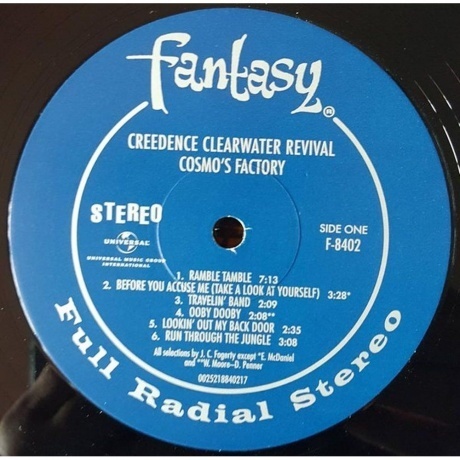 fantasy®
CREEDENCE CLEARWATER REVIVAL
COSMO'S FACTORY
STEREO
SIDE ONE
F-8402
UNIVERSAL
UNIVERSAL MUSIC GROUP
INTERNATIONAL
1. RAMBLE TAMBLE 7:13
2. BEFORE YOU ACCUSE ME (TAKE A LOOK AT YOURSELF) 3:28*
3. TRAVELIN' BAND 2:09
4. OOBY DOOBY 2:08**
5. LOOKIN' OUT MY BACK DOOR 2:35
6. RUN THROUGH THE JUNGLE 3:08
All selections by J. C. Fogerty except *E. McDaniel
and **W. Moore–D. Penner
0025218840217
Full Radial Stereo